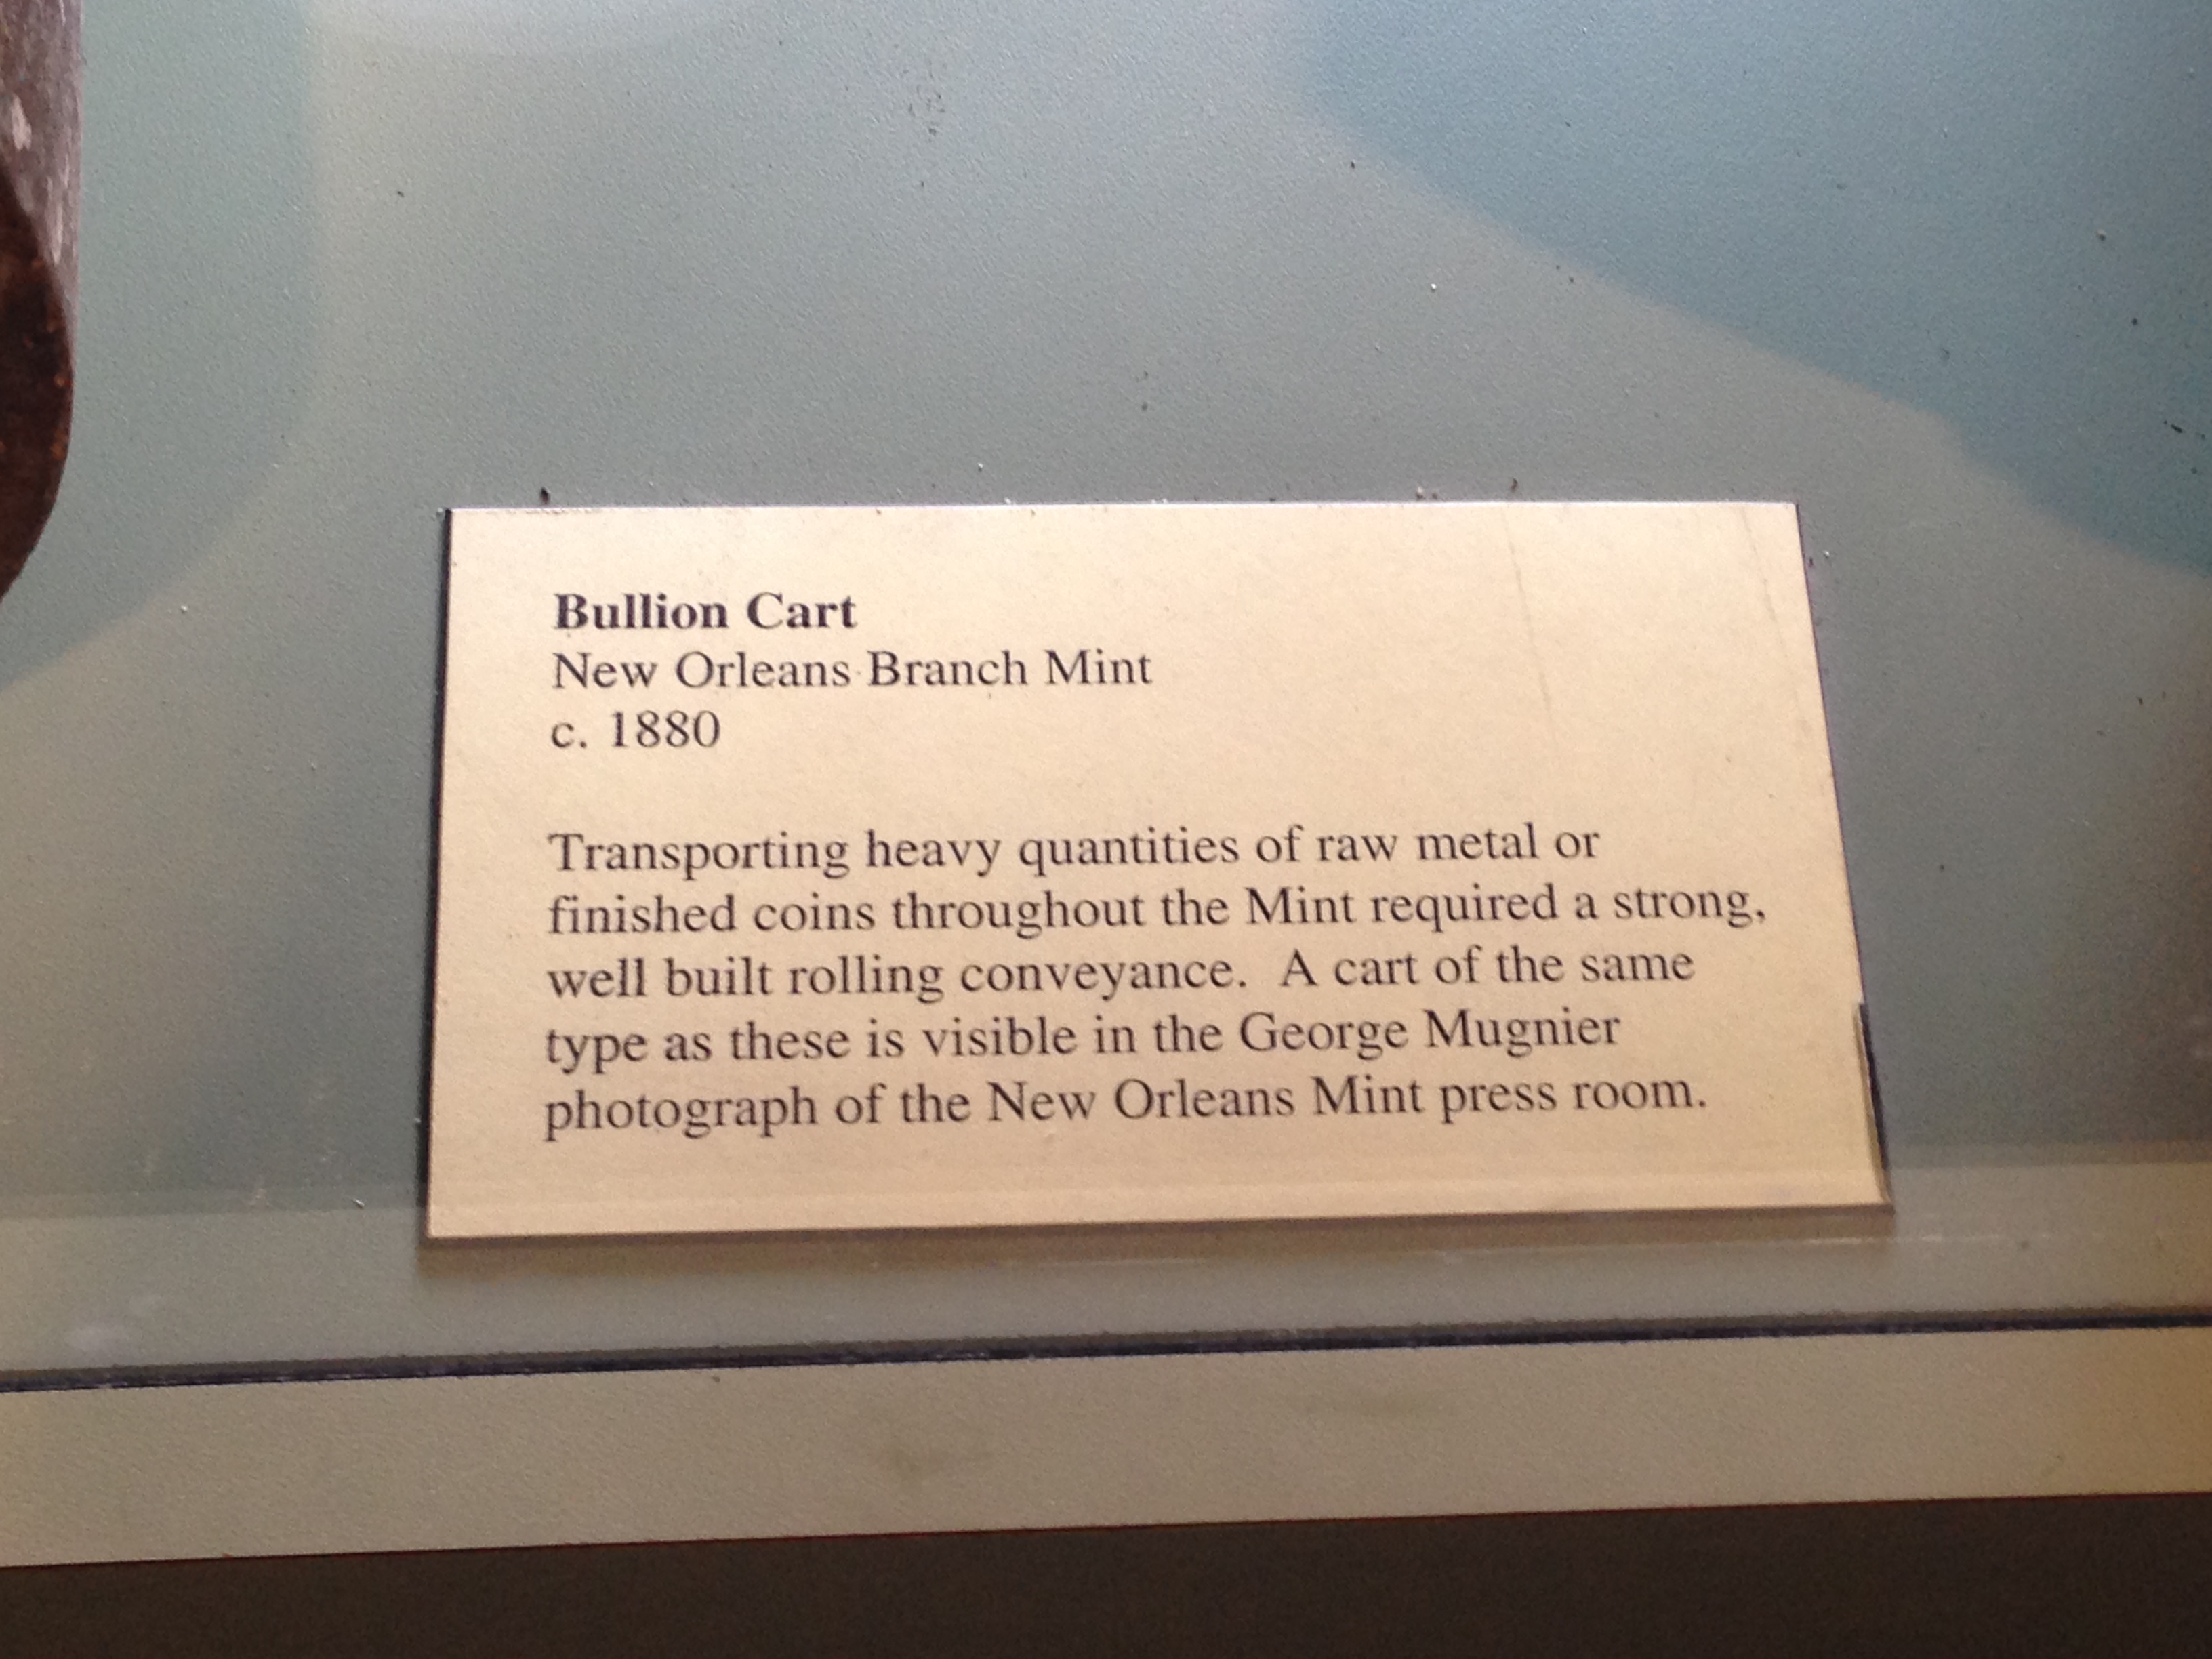 Bullion Cart
New Orleans Branch Mint
c. 1880
Transporting heavy quantities of raw metal or
finished coins throughout the Mint required a strong,
well built rolling conveyance.  A cart of the same
type as these is visible in the George Mugnier
photograph of the New Orleans Mint press room.